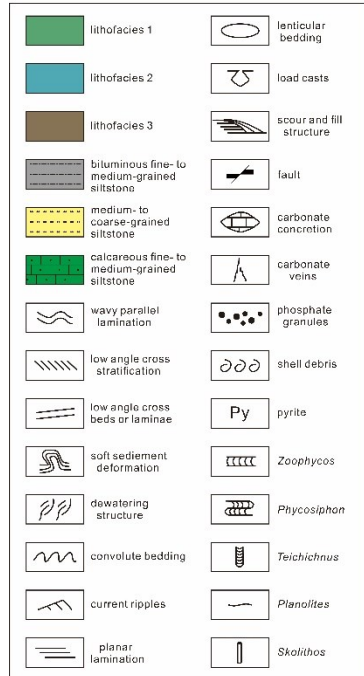 lithofacies 1
lithofacies 2
lithofacies 3
bituminous fine- to
medium-grained
siltstone
medium- to
coarse-grained
siltstone
calcareous fine- to
medium-grained
siltstone
wavy parallel
lamination
low angle cross
stratification
low angle cross
beds or laminae
soft sediement
deformation
dewatering
structure
convolute bedding
current ripples
planar
lamination
lenticular
bedding
load casts
scour and fill
structure
fault
carbonate
concretion
carbonate
veins
phosphate
granules
shell debris
Py
pyrite
Zoophycos
Phycosiphon
Teichichnus
Planolites
Skolithos